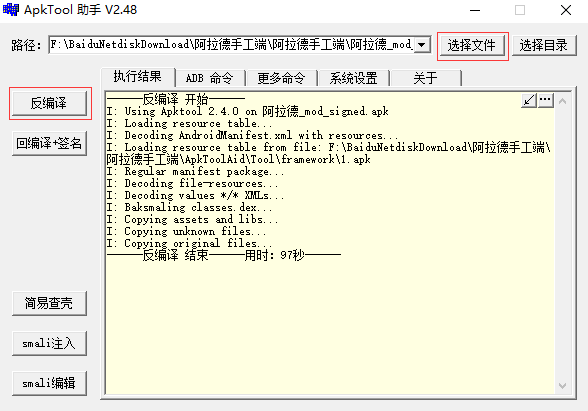 ApkTool 助手 V2.48
路径: F:\BaiduNetdiskDownload\阿拉德手工端\阿拉德手工端\阿拉德_mod_ 选择文件 选择目录
执行结果 ADB 命令 更多命令 系统设置 关于
反编译
回编译+签名
简易查壳
smali注入
smali编辑
------反编译 开始------
I: Using Apktool 2.4.0 on 阿拉德_mod_signed.apk
I: Loading resource table...
I: Decoding AndroidManifest.xml with resources...
I: Loading resource table from file: F:\BaiduNetdiskDownload\阿拉德手工端\
阿拉德手工端\ApkToolAid\Tool\framework\1.apk
I: Regular manifest package...
I: Decoding file-resources...
I: Decoding values */* XMLs...
I: Baksmaling classes.dex...
I: Copying assets and libs...
I: Copying unknown files...
I: Copying original files...
------反编译 结束------用时: 97秒------